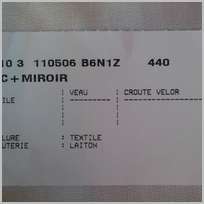 10 3 110506 B6N1Z 440
C+MIROIR
ILE : VEAU : CROUTE VELOR
LURE : TEXTILE
UTERIE : LAITON